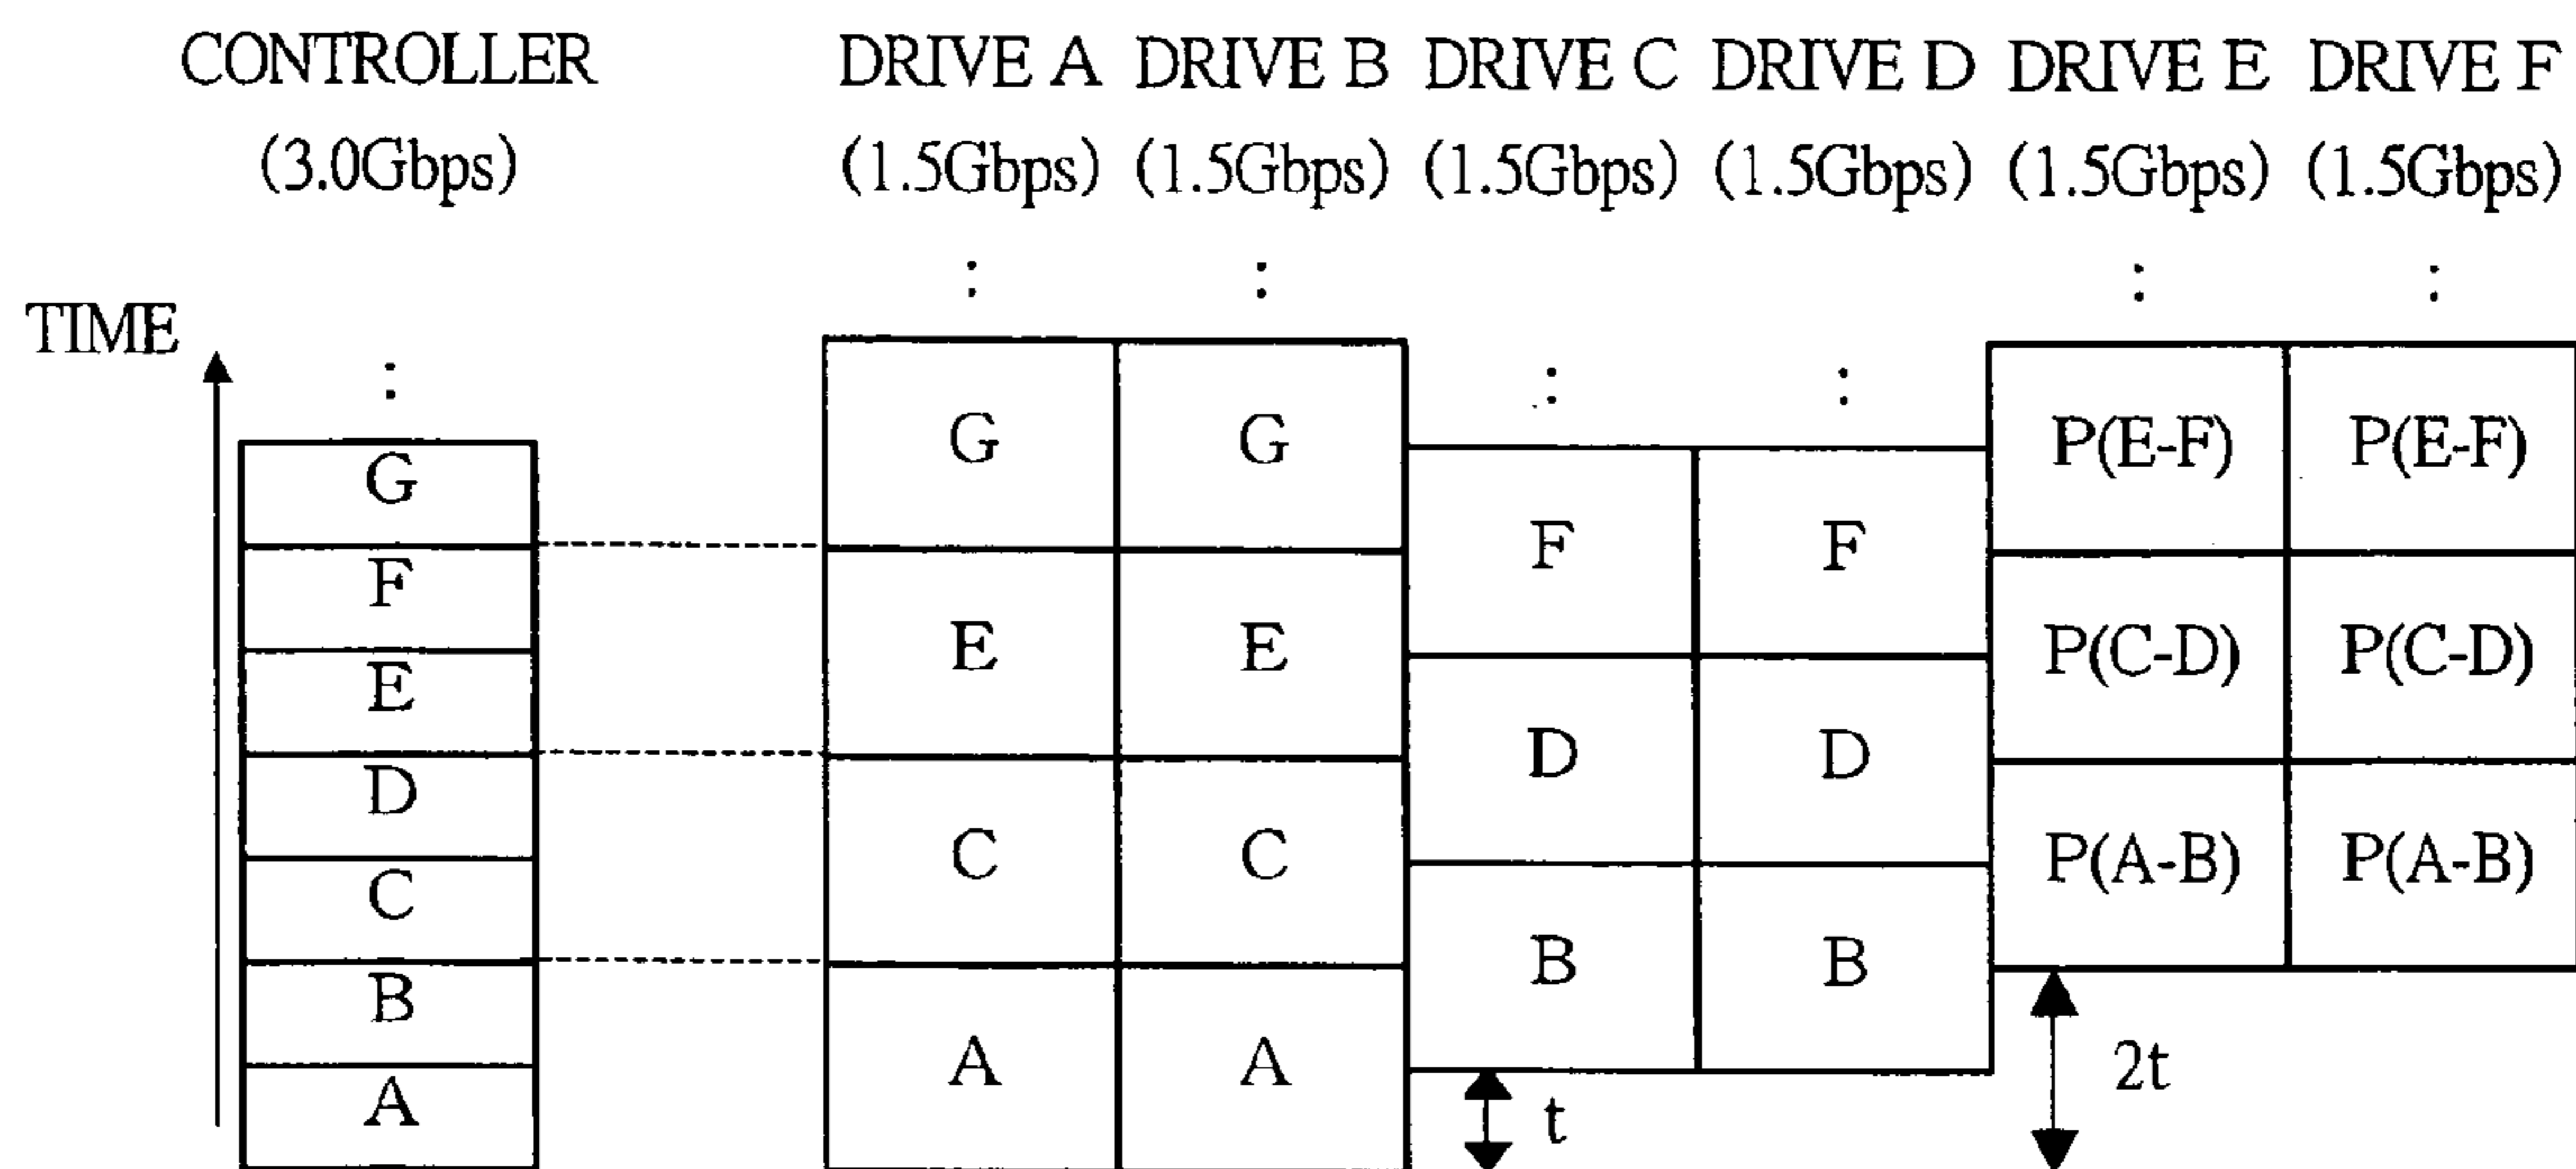 CONTROLLER DRIVE A DRIVE B DRIVE C DRIVE D DRIVE E DRIVE F
(3.0Gbps) (1.5Gbps) (1.5Gbps) (1.5Gbps) (1.5Gbps) (1.5Gbps) (1.5Gbps)
: : : :
TIME
: : :
G G P(E-F) P(E-F)
G
F F
F
E E P(C-D) P(C-D)
E
D D
D
C C P(A-B) P(A-B)
C
B B
B
A A 2t
A
t